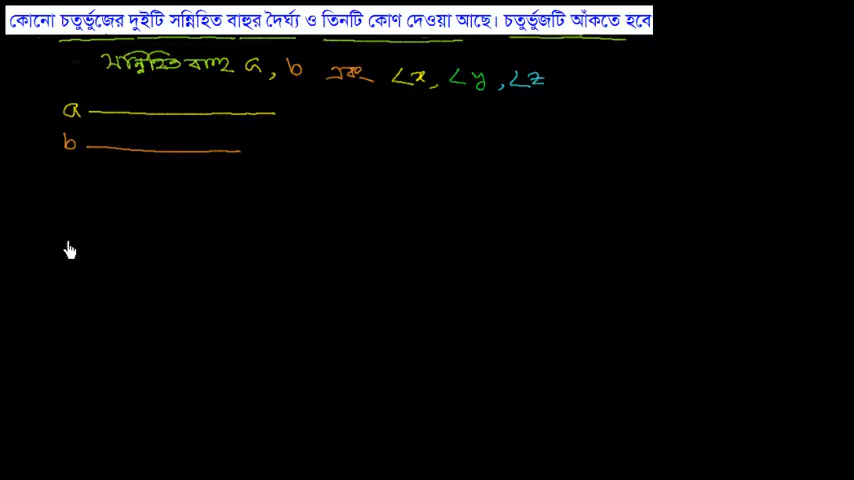 কোনো চতুর্ভুজের দুইটি সন্নিহিত বাহুর দৈর্ঘ্য ও তিনটি কোণ দেওয়া আছে। চতুর্ভুজটি আঁকতে হবে
সন্নিহিত বাহু a, b এবং ∠x, ∠y, ∠z
a
b